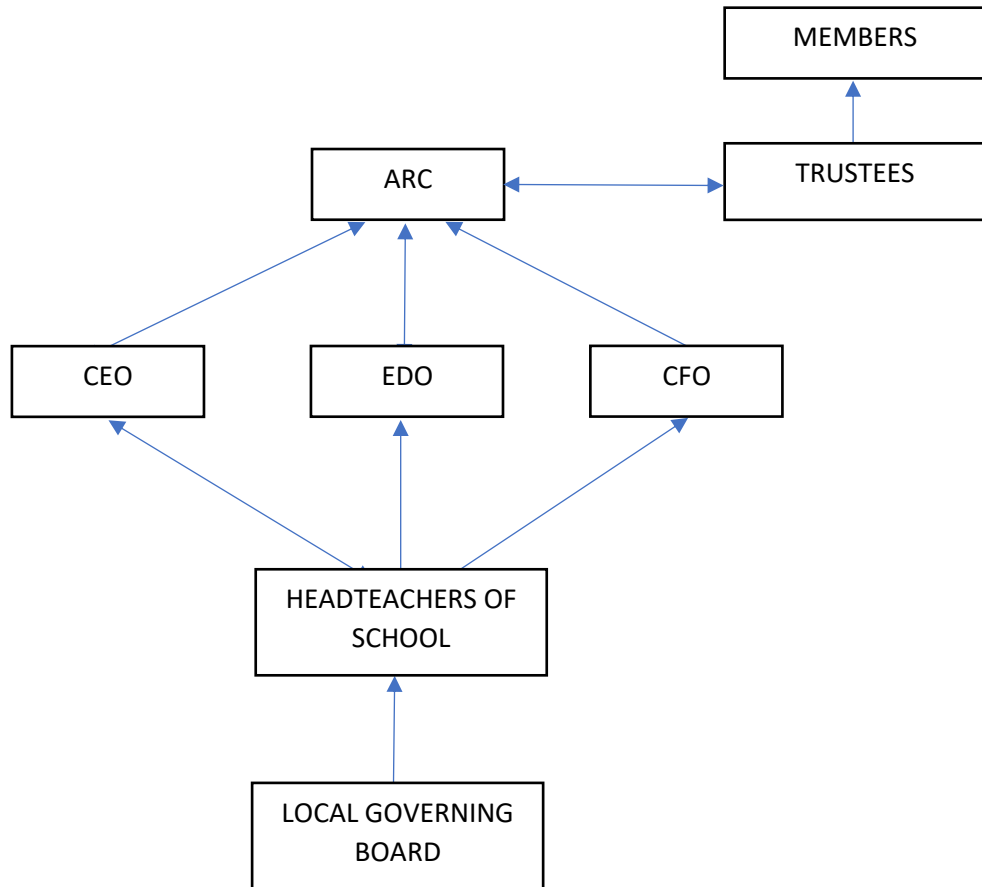 MEMBERS
ARC
TRUSTEES
CEO
EDO
CFO
HEADTEACHERS OF
SCHOOL
LOCAL GOVERNING
BOARD